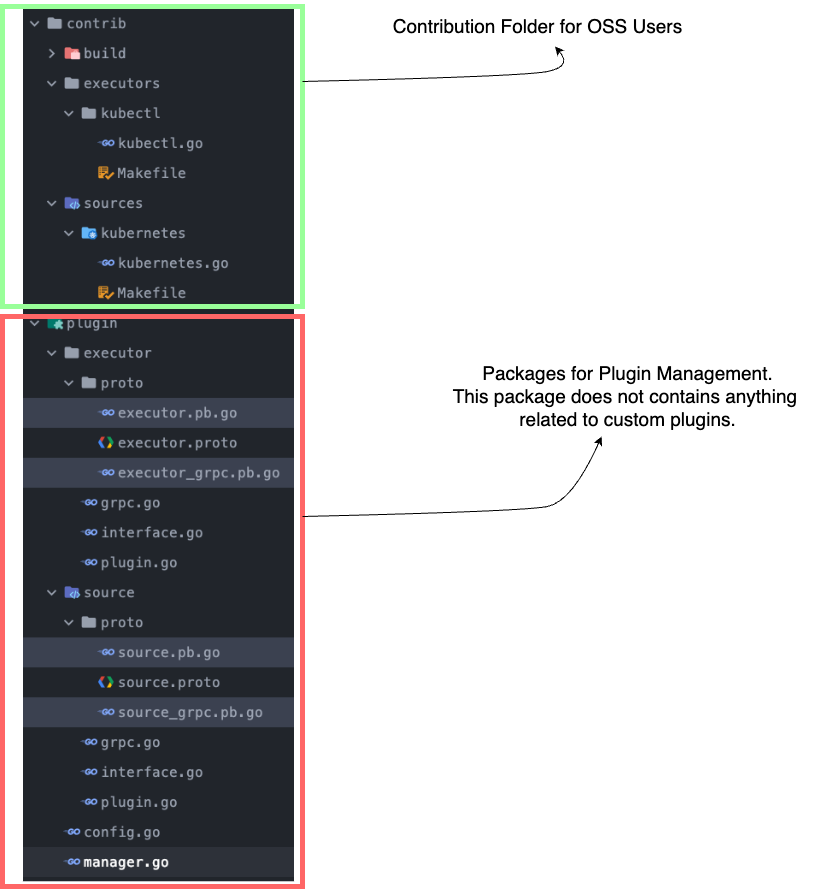 contrib
Contribution Folder for OSS Users
build
executors
kubectl
kubectl.go
Makefile
sources
kubernetes
kubernetes.go
Makefile
plugin
executor
proto
executor.pb.go
executor.proto
executor_grpc.pb.go
grpc.go
interface.go
plugin.go
source
proto
source.pb.go
source.proto
source_grpc.pb.go
grpc.go
interface.go
plugin.go
config.go
manager.go
Packages for Plugin Management.
This package does not contains anything
related to custom plugins.